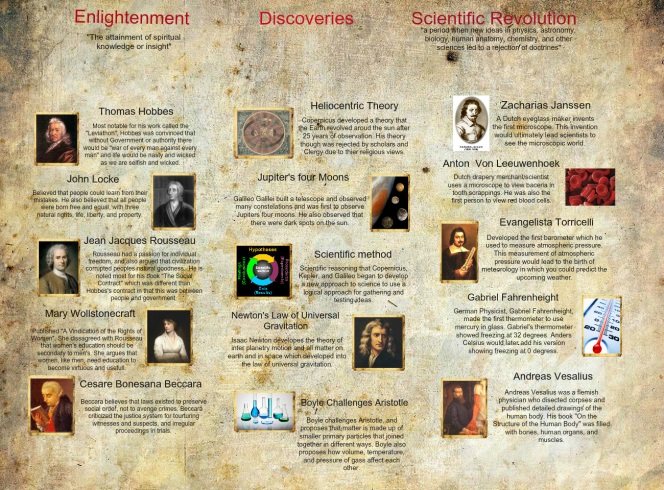 Enlightenment
"The attainment of spiritual
knowledge or insight"
Thomas Hobbes
Most notable for his work called the
"Leviathan", Hobbes was convinced that
without Government or authority there
would be "war of every man against every
man" and life would be nasty and wicked
as we are selfish and wicked.
John Locke
Believed that people could learn from their
mistakes. He also believed that all people
were born free and equal, with three
natural rights, life, liberty, and property.
Jean Jacques Rousseau
Rousseau had a passion for individual
freedom, and also argued that civilization
corrupted peoples natural goodness. He is
noted most for his book "The Social
Contract" which was different than
Hobbes's contract in that this was between
people and government.
Mary Wollstonecraft
Published "A Vindication of the Rights of
Women". She dissagreed with Rousseau
that women's education should be
secondary to men's. She argues that
women, like men, need education to
become virtuous and usefull.
Cesare Bonesana Beccara
Beccara believes that laws existed to preserve
social order, not to avenge crimes. Beccara
criticized the justice system for tourturing
witnesses and suspects, and irregular
proceedings in trials.
Discoveries
Heliocentric Theory
Copernicus developed a theory that
the Earth revolved aroud the sun after
25 years of observation. His theory
though was rejected by scholars and
Clergy due to their religious views.
Jupiter's four Moons
Galileo Galilei built a telescope and observed
many constellations and was first to observe
Jupiters four moons. He also observed that
there were dark spots on the sun.
Scientific method
Scientific reasoning that Copernicus,
Kepler, and Galileo began to develop
a new approach to science to use a
logical approach for gathering and
testing ideas.
Hypotheses
Data
(Results)
Newton's Law of Universal
Gravitation
Isaac Newton developes the theory of
inter planetry motion and all matter on
earth and in space which developed into
the law of universal gravitation.
Boyle Challenges Aristotle
Boyle challenges Aristotle, and
proposes that matter is made up of
smaller primary particles that joined
together in different ways. Boyle also
proposes how volume, temperature,
and pressure of gass affect each
other.
Scientific Revolution
"a period when new ideas in physics, astronomy,
biology, human anatomy, chemistry, and other
sciences led to a rejection of doctrines"
Zacharias Janssen
A Dutch eyeglass maker invents
the first microscope. This invention
would ultimately lead scientists to
see the microscopic world.
Anton Von Leeuwenhoek
Dutch drapery merchant/scientist
uses a microscope to view baceria in
tooth scrappings. He was also the
first person to view red blood cells.
Evangelista Torricelli
Developed the first barometer which he
used to measure atmospheric pressure.
This measurement of atmospheric
pressure would lead to the birth of
meteorology in which you could predict the
upcoming weather.
Gabriel Fahrenheight
German Physicist, Gabriel Fahrenheight,
made the first thermometer to use
mercury in glass. Gabriel's thermometer
showed freezing at 32 degrees. Anders
Celsius would later add his version
showing freezing at 0 degrees.
Andreas Vesalius
Andreas Vesalius was a flemish
physician who disected corpses and
published detailed drawings of the
human body. His book "On the
Structure of the Human Body" was filled
with bones, human organs, and
muscles.